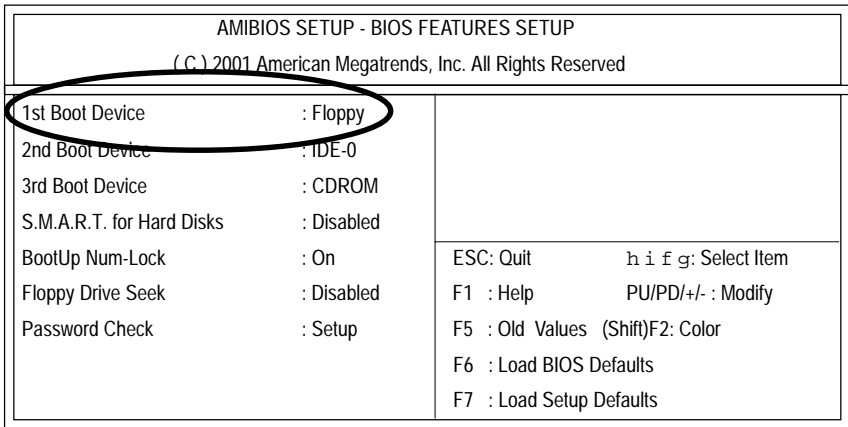 AMIBIOS SETUP - BIOS FEATURES SETUP
( C ) 2001 American Megatrends, Inc. All Rights Reserved
1st Boot Device : Floppy
2nd Boot Device : IDE-0
3rd Boot Device : CDROM
S.M.A.R.T. for Hard Disks : Disabled
BootUp Num-Lock : On
Floppy Drive Seek : Disabled
Password Check : Setup
ESC: Quit h i f g: Select Item
F1 : Help PU/PD/+/- : Modify
F5 : Old Values (Shift)F2: Color
F6 : Load BIOS Defaults
F7 : Load Setup Defaults